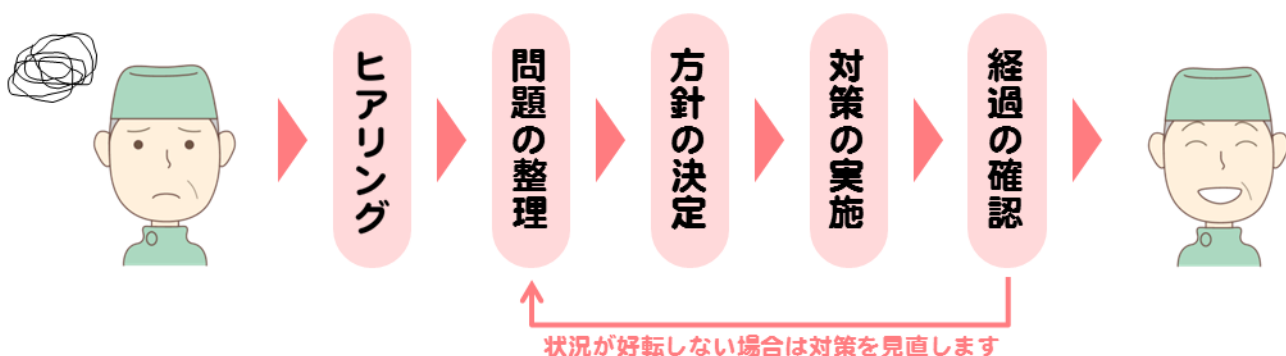 ヒアリング
問題の整理
方針の決定
対策の実施
経過の確認
状況が好転しない場合は対策を見直します